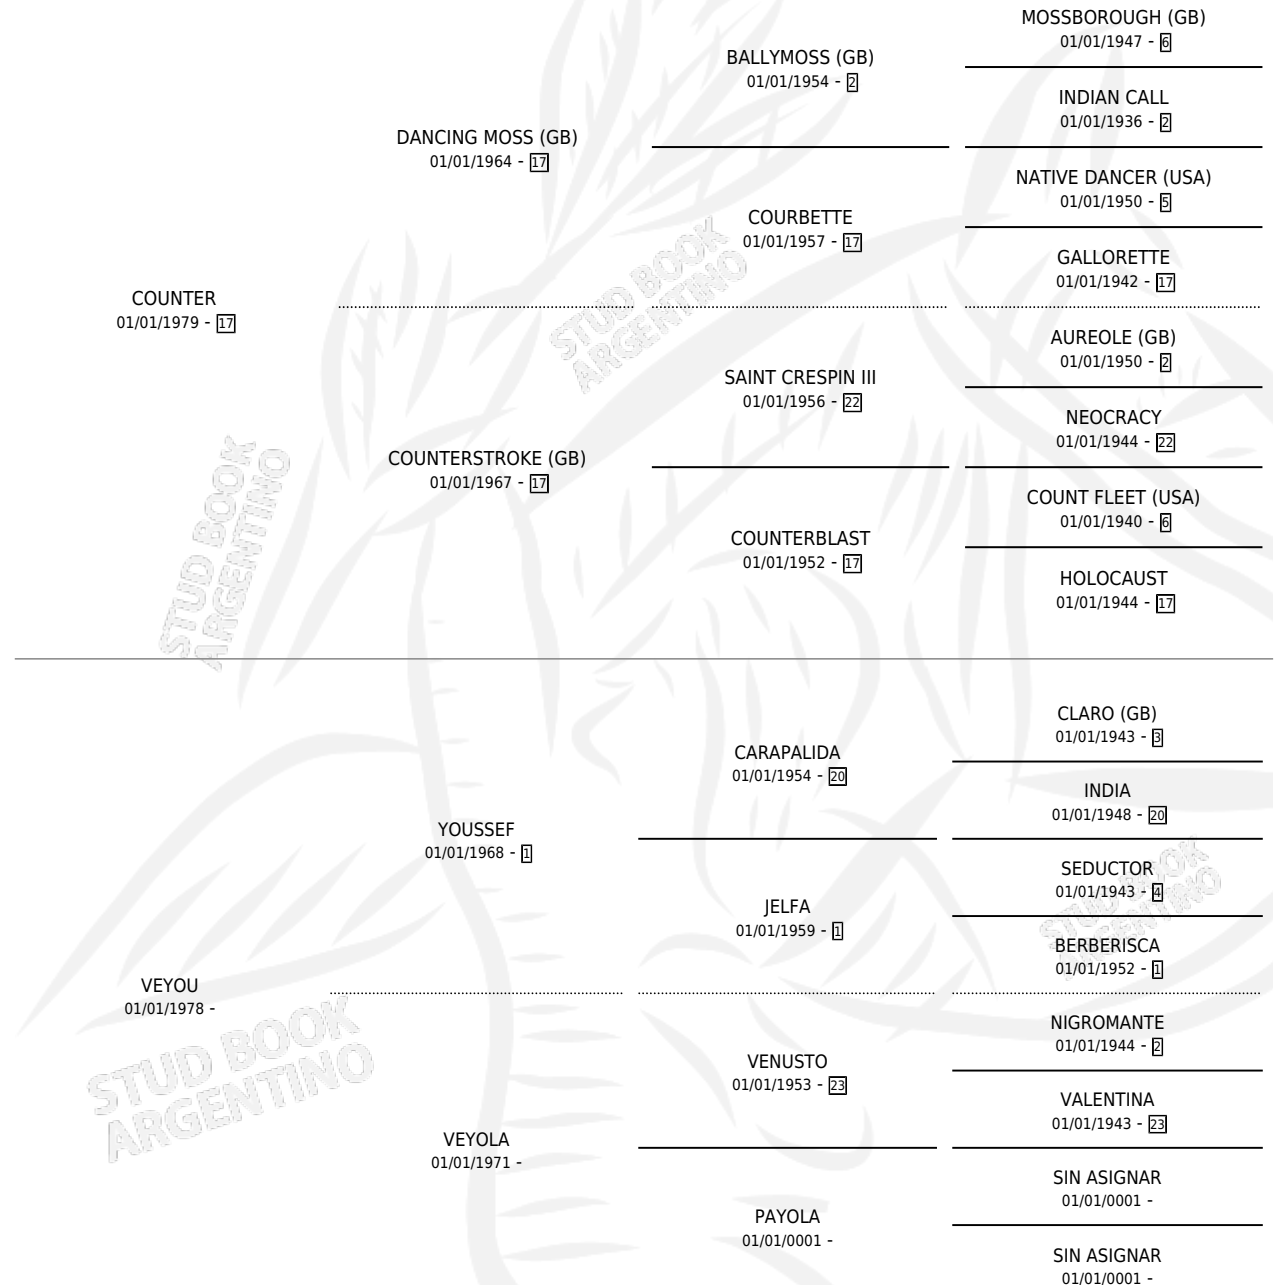 MOSSBOROUGH (GB)
01/01/1947 - 6
BALLYMOSS (GB)
01/01/1954 - 2
INDIAN CALL
01/01/1936 - 2
DANCING MOSS (GB)
01/01/1964 - 17
NATIVE DANCER (USA)
01/01/1950 - 5
COURBETTE
01/01/1957 - 17
GALLORETTE
01/01/1942 - 17
COUNTER
01/01/1979 - 17
AUREOLE (GB)
01/01/1950 - 2
SAINT CRESPIN III
01/01/1956 - 22
NEOCRACY
01/01/1944 - 22
COUNTERSTROKE (GB)
01/01/1967 - 17
COUNT FLEET (USA)
01/01/1940 - 6
COUNTERBLAST
01/01/1952 - 17
HOLOCAUST
01/01/1944 - 17
STUD BOOK
ARGENTINO
STUD BOOK
ARGENTINO
CLARO (GB)
01/01/1943 - 3
CARAPALIDA
01/01/1954 - 20
INDIA
01/01/1948 - 20
YOUSSEF
01/01/1968 - 1
SEDUCTOR
01/01/1943 - 4
JELFA
01/01/1959 - 1
BERBERISCA
01/01/1952 - 1
VEYOU
01/01/1978 -
NIGROMANTE
01/01/1944 - 2
VENUSTO
01/01/1953 - 23
VALENTINA
01/01/1943 - 23
VEYOLA
01/01/1971 -
SIN ASIGNAR
01/01/0001 -
PAYOLA
01/01/0001 -
SIN ASIGNAR
01/01/0001 -
STUD BOOK
ARGENTINO
STUD BOOK
ARGENTINO